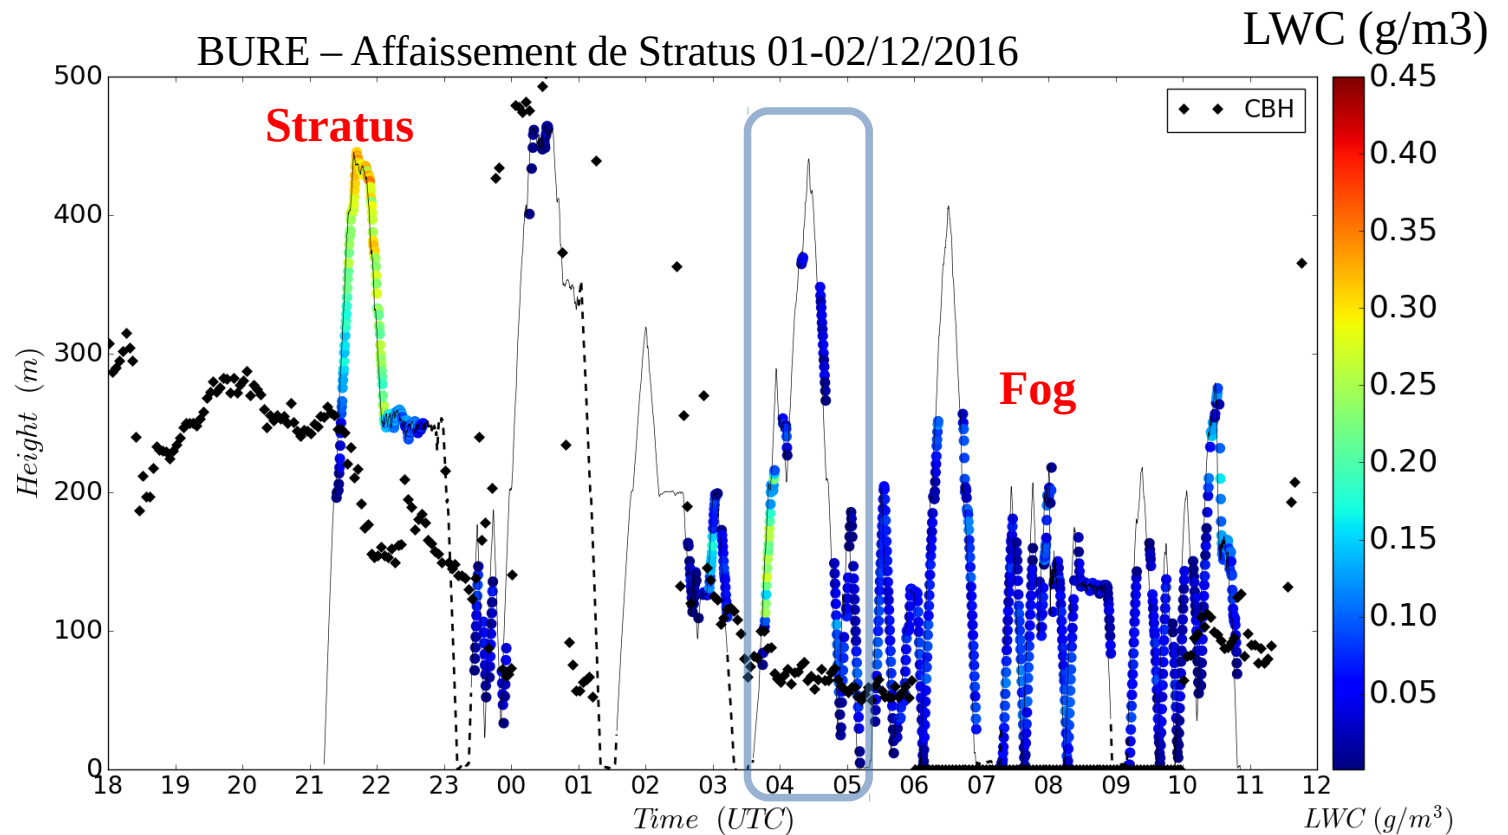 LWC (g/m3)
BURE – Affaissement de Stratus 01-02/12/2016
Stratus
CBH
Fog
Height (m)
500
400
300
200
100
0
18 19 20 21 22 23 00 01 02 03 04 05 06 07 08 09 10 11 12
Time (UTC)
0.45
0.40
0.35
0.30
0.25
0.20
0.15
0.10
0.05
LWC (g/m³)